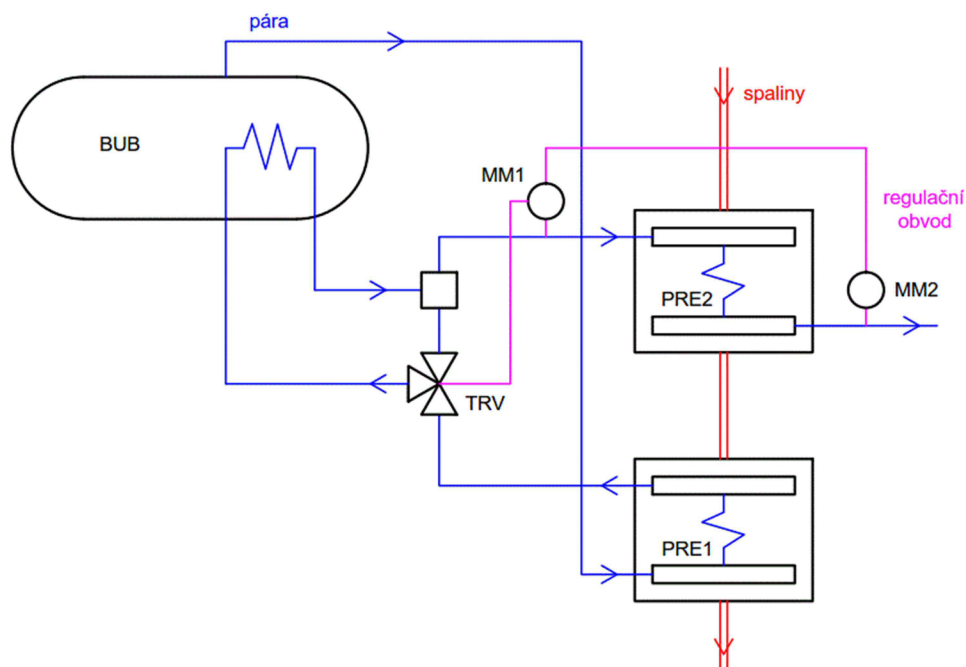 pára
spaliny
BUB
MM1
regulační
obvod
PRE2
MM2
TRV
PRE1